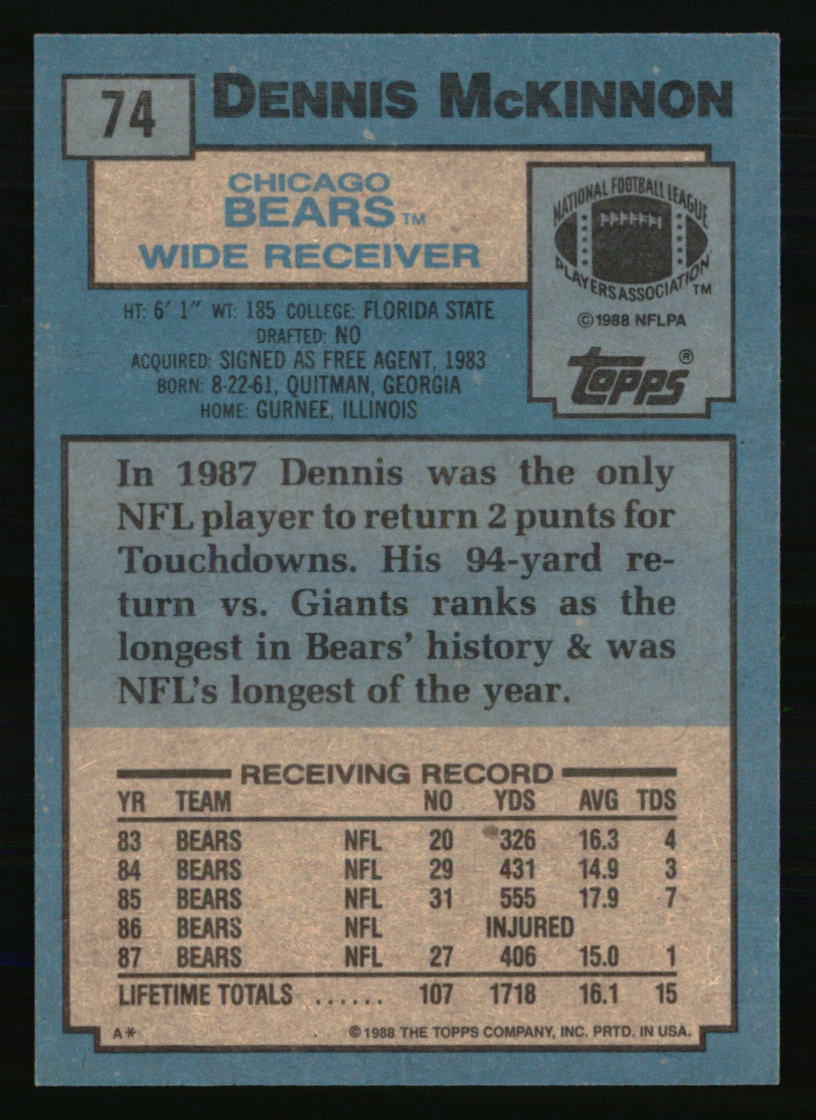 74
DENNIS McKINNON
CHICAGO
BEARS™
WIDE RECEIVER
NATIONAL FOOTBALL LEAGUE
PLAYERS ASSOCIATION™
© 1988 NFLPA
topps®
HT: 6' 1" WT: 185 COLLEGE: FLORIDA STATE
DRAFTED: NO
ACQUIRED: SIGNED AS FREE AGENT, 1983
BORN: 8-22-61, QUITMAN, GEORGIA
HOME: GURNEE, ILLINOIS
In 1987 Dennis was the only
NFL player to return 2 punts for
Touchdowns. His 94-yard re-
turn vs. Giants ranks as the
longest in Bears' history & was
NFL's longest of the year.
RECEIVING RECORD
YR TEAM NO YDS AVG TDS
83 BEARS NFL 20 326 16.3 4
84 BEARS NFL 29 431 14.9 3
85 BEARS NFL 31 555 17.9 7
86 BEARS NFL INJURED
87 BEARS NFL 27 406 15.0 1
LIFETIME TOTALS ...... 107 1718 16.1 15
A* © 1988 THE TOPPS COMPANY, INC. PRTD. IN USA.